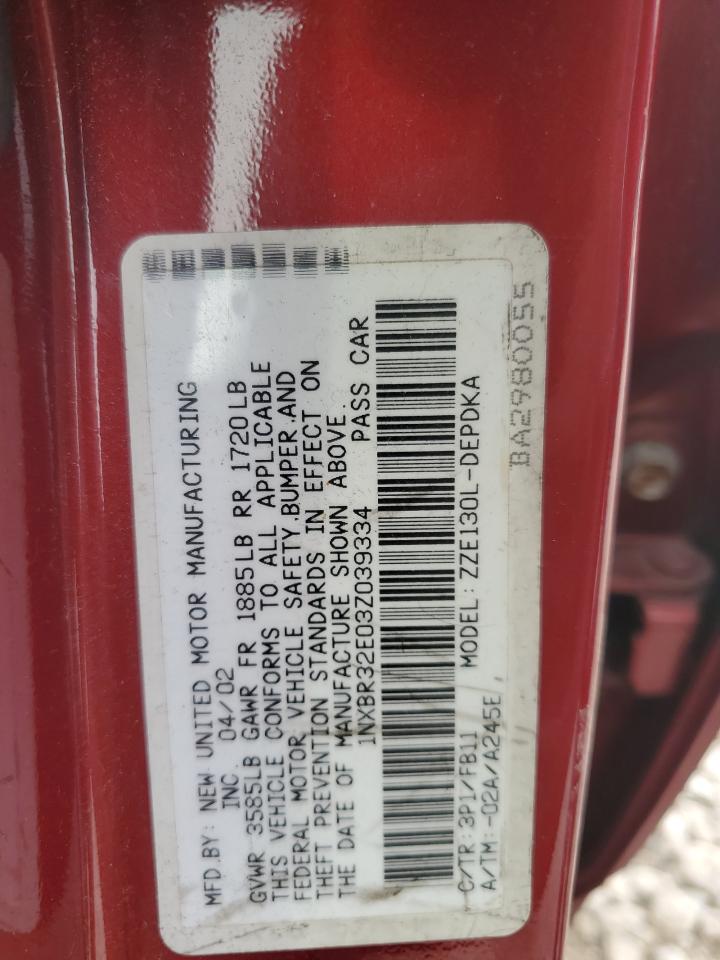 MFD.BY: NEW UNITED MOTOR MANUFACTURING
INC. 04/02
GVWR 3585LB GAWR FR 1885LB RR 1720LB
THIS VEHICLE CONFORMS TO ALL APPLICABLE
FEDERAL MOTOR VEHICLE SAFETY,BUMPER,AND
THEFT PREVENTION STANDARDS IN EFFECT ON
THE DATE OF MANUFACTURE SHOWN ABOVE.
1NXBR32E03Z039334 PASS CAR
C/TR:3P1/FB11 MODEL:ZZE130L-DEPDKA
A/TM:-02A/A245E,
BA2980055